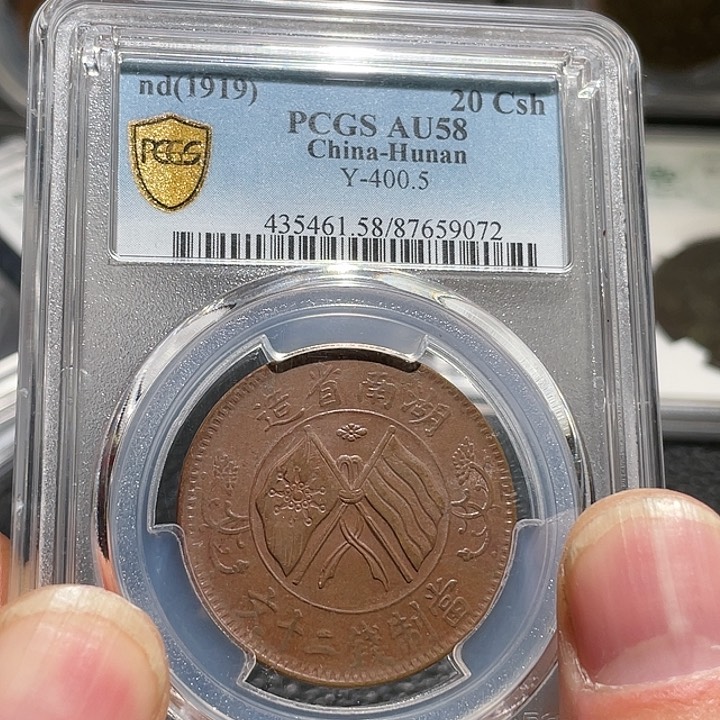 nd(1919) 20 Csh
PCGS AU58
China-Hunan
Y-400.5
PCGS
435461.58/87659072
湖南省造
當制錢二十文